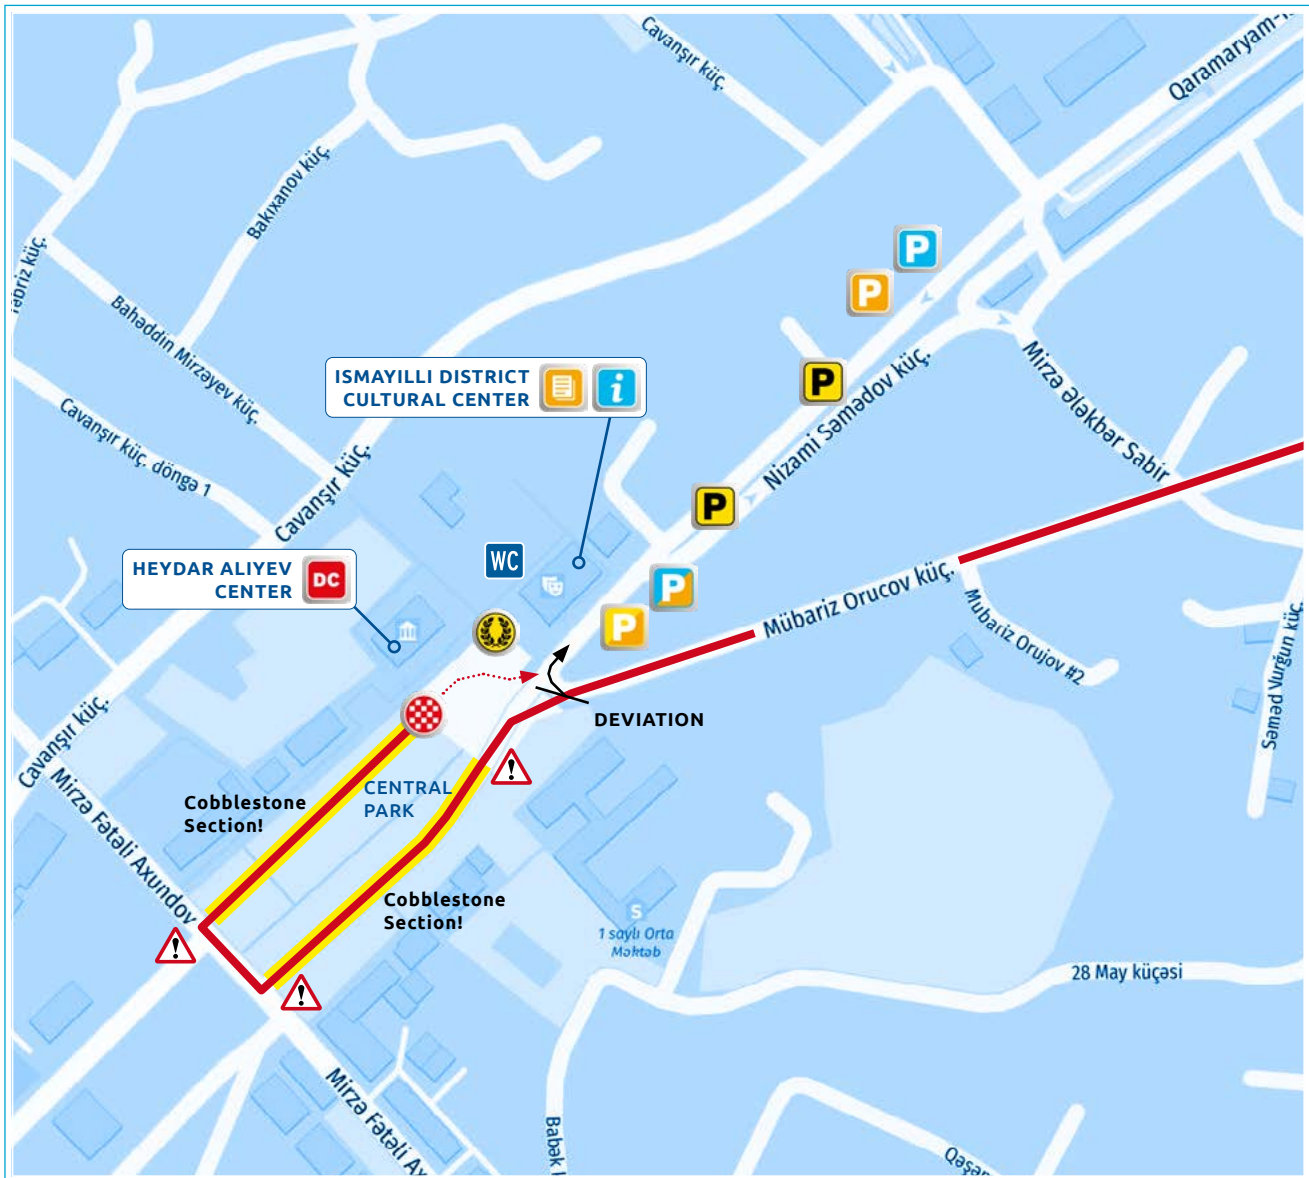 Cavanşır küç.
Qaramaryam-
Bakıxanov küç.
P
P
Bahəddin Mirzəyev küç.
ISMAYILLI DISTRICT
CULTURAL CENTER
i
P
Nizami Səmədov küç.
Mirzə Ələkbər Sabir
Cavanşır küç. döngə 1
Cavanşır küç.
P
WC
HEYDAR ALIYEV
CENTER
DC
P
P
Mübariz Orucov küç.
Mubariz Orujov #2
Səməd Vurğun küç.
DEVIATION
Cavanşır küç.
Mirzə Fətəli Axundov
!
CENTRAL
PARK
Cobblestone
Section!
Cobblestone
Section!
!
!
S
1 saylı Orta
Məktəb
28 May küçəsi
Mirzə Fətəli Ax
Babək
Qəşəm